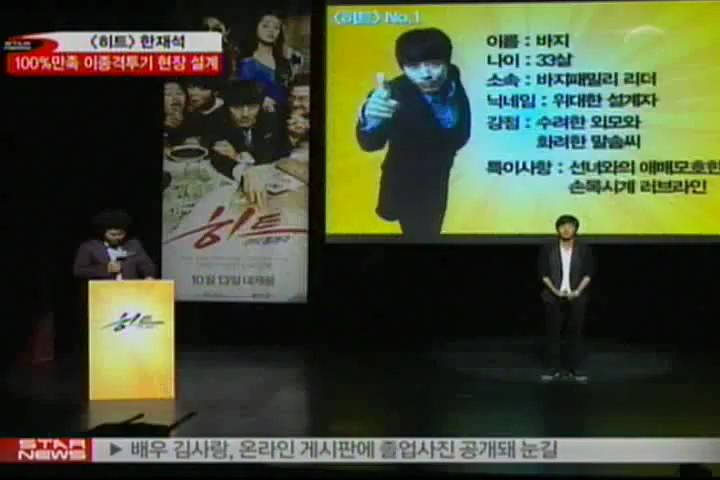 STAR NEWS
<히트> 한재석
100%만족 이종격투기 현장 설계
<히트> No.1
이름 : 바지
나이 : 33살
소속 : 바지패밀리 리더
닉네임 : 위대한 설계자
강점 : 수려한 외모와
화려한 말솜씨
특이사항 : 선녀와의 애매모호한
손목시계 러브라인
히트
10월 13일 대개봉
히트
STAR NEWS
▶ 배우 김사랑, 온라인 게시판에 졸업사진 공개돼 눈길